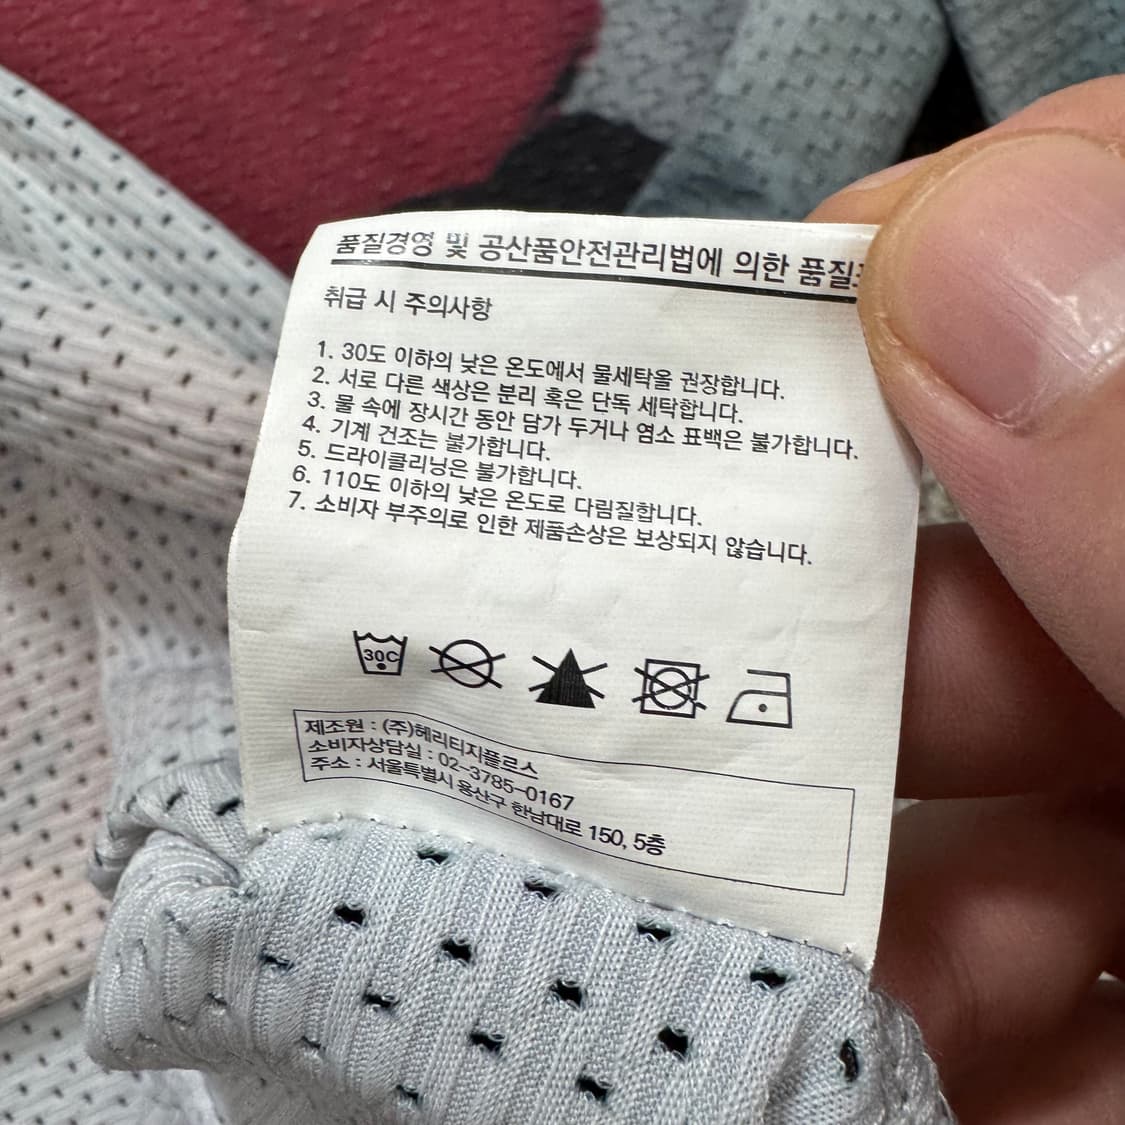 품질경영 및 공산품안전관리법에 의한 품질
취급 시 주의사항
1. 30도 이하의 낮은 온도에서 물세탁을 권장합니다.
2. 서로 다른 색상은 분리 혹은 단독 세탁합니다.
3. 물 속에 장시간 동안 담가 두거나 염소 표백은 불가합니다.
4. 기계 건조는 불가합니다.
5. 드라이클리닝은 불가합니다.
6. 110도 이하의 낮은 온도로 다림질합니다.
7. 소비자 부주의로 인한 제품손상은 보상되지 않습니다.
30C
제조원 : (주)헤리티지플로스
소비자상담실 : 02-3785-0167
주소 : 서울특별시 용산구 한남대로 150, 5층